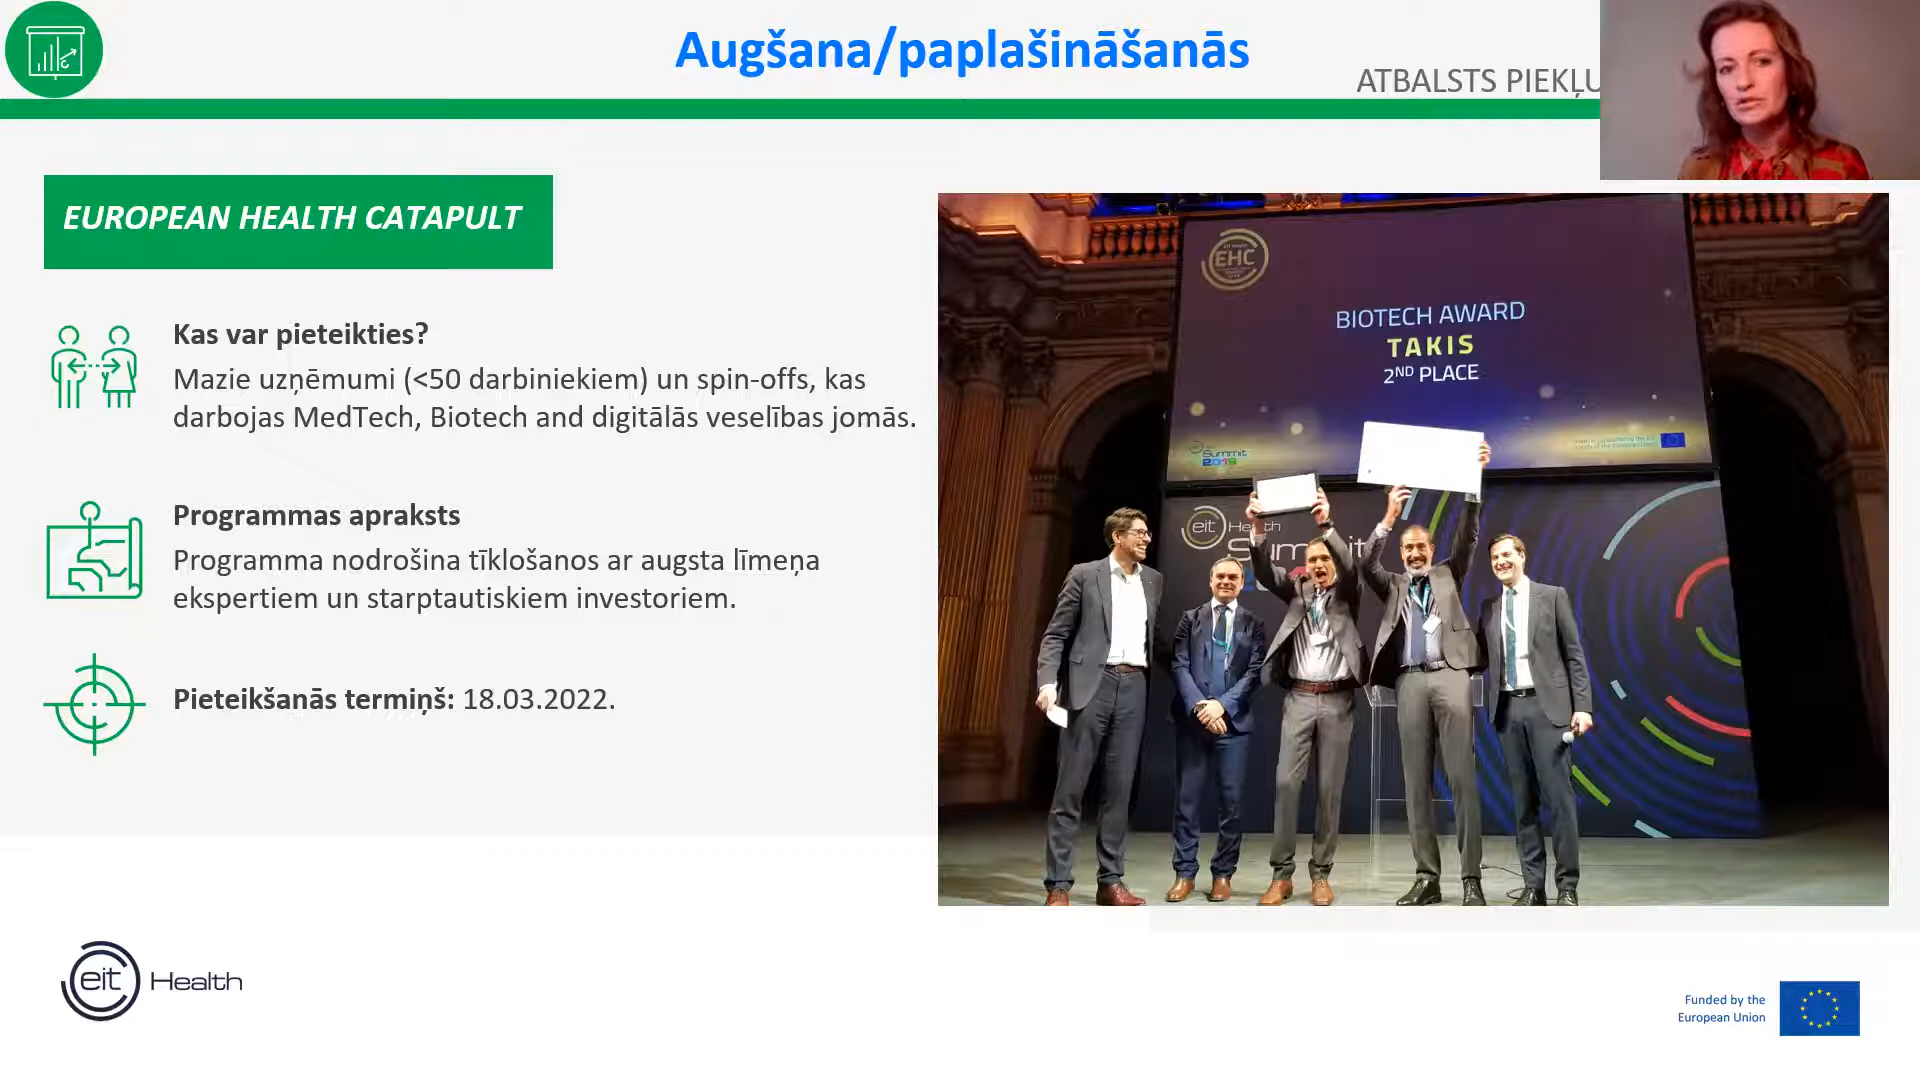 Augšana/paplašināšanās
ATBALSTS
EUROPEAN HEALTH CATAPULT
Kas var pieteikties?
Mazie uzņēmumi (<50 darbiniekiem) un spin-offs, kas
darbojas MedTech, Biotech and digitālās veselības jomās.
Programmas apraksts
Programma nodrošina tīklošanos ar augsta līmeņa
ekspertiem un starptautiskiem investoriem.
Pieteikšanās termiņš: 18.03.2022.
EHC
BIOTECH AWARD
TAKIS
2ND PLACE
Summit
2019
eit Health
Summit
eit Health
Funded by the
European Union